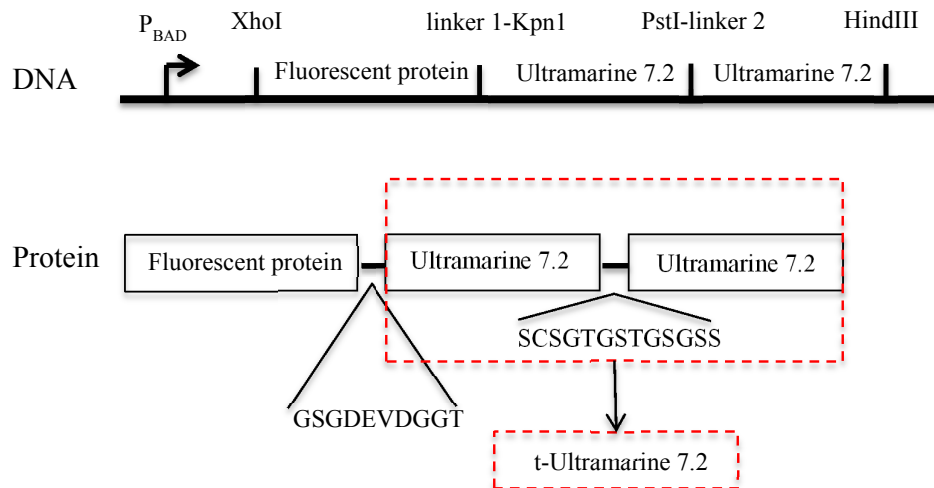 P_BAD XhoI linker 1-Kpn1 PstI-linker 2 HindIII
DNA Fluorescent protein Ultramarine 7.2 Ultramarine 7.2
Protein Fluorescent protein Ultramarine 7.2 Ultramarine 7.2
SCSGTGSTGSGSS
GSGDEVDGGT
t-Ultramarine 7.2